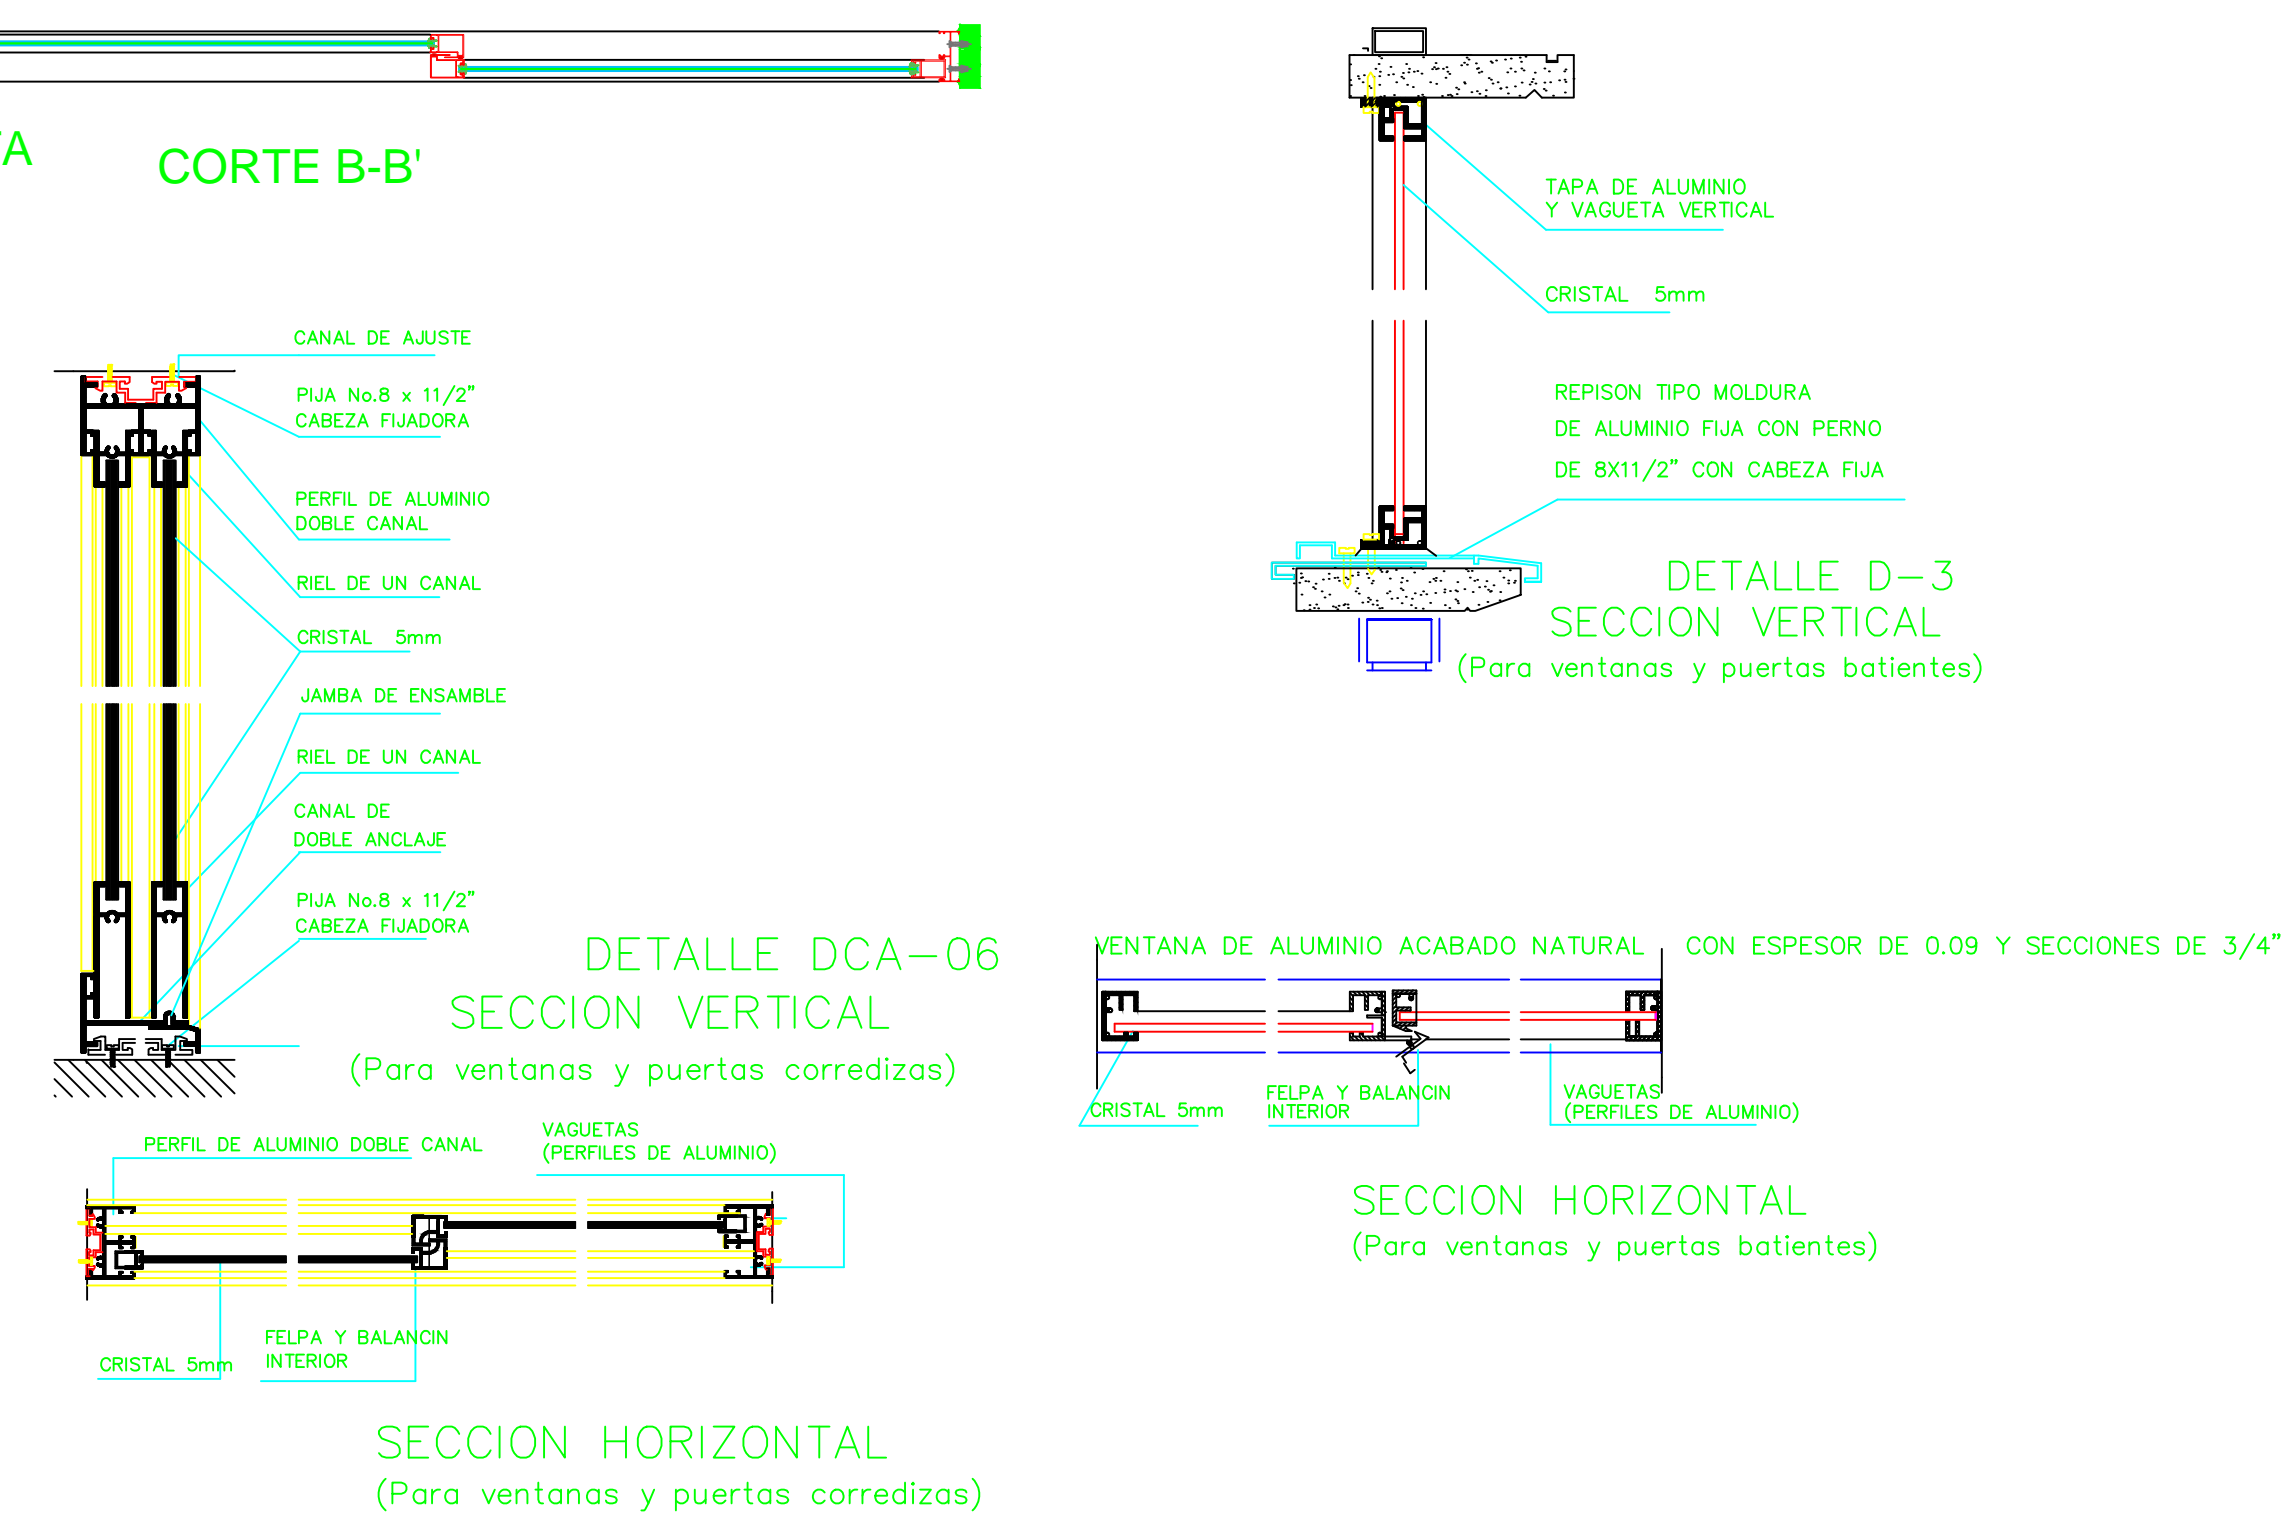 CORTE B-B'
TAPA DE ALUMINIO
Y VAGUETA VERTICAL
CRISTAL 5mm
REPISON TIPO MOLDURA
DE ALUMINIO FIJA CON PERNO
DE 8X11/2" CON CABEZA FIJA
DETALLE D-3
SECCION VERTICAL
(Para ventanas y puertas batientes)
CANAL DE AJUSTE
PIJA No.8 x 11/2"
CABEZA FIJADORA
PERFIL DE ALUMINIO
DOBLE CANAL
RIEL DE UN CANAL
CRISTAL 5mm
JAMBA DE ENSAMBLE
RIEL DE UN CANAL
CANAL DE
DOBLE ANCLAJE
PIJA No.8 x 11/2"
CABEZA FIJADORA
DETALLE DCA-06
SECCION VERTICAL
(Para ventanas y puertas corredizas)
VENTANA DE ALUMINIO ACABADO NATURAL CON ESPESOR DE 0.09 Y SECCIONES DE 3/4"
CRISTAL 5mm
FELPA Y BALANCIN
INTERIOR
VAGUETAS
(PERFILES DE ALUMINIO)
SECCION HORIZONTAL
(Para ventanas y puertas batientes)
PERFIL DE ALUMINIO DOBLE CANAL
VAGUETAS
(PERFILES DE ALUMINIO)
CRISTAL 5mm
FELPA Y BALANCIN
INTERIOR
SECCION HORIZONTAL
(Para ventanas y puertas corredizas)